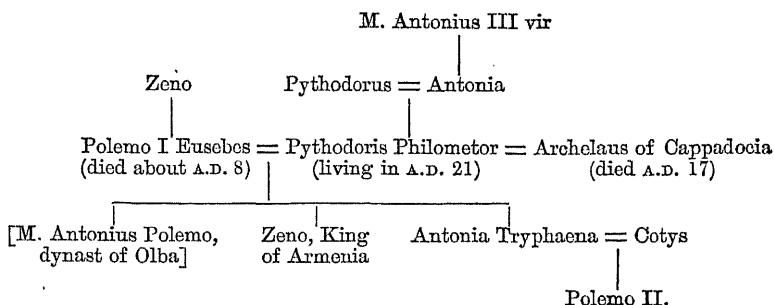 M. Antonius III vir
Zeno Pythodorus = Antonia
Polemo I Eusebes = Pythodoris Philometor = Archelaus of Cappadocia
(died about A.D. 8) (living in A.D. 21) (died A.D. 17)
[M. Antonius Polemo, Zeno, King Antonia Tryphaena = Cotys
dynast of Olba] of Armenia
Polemo II.